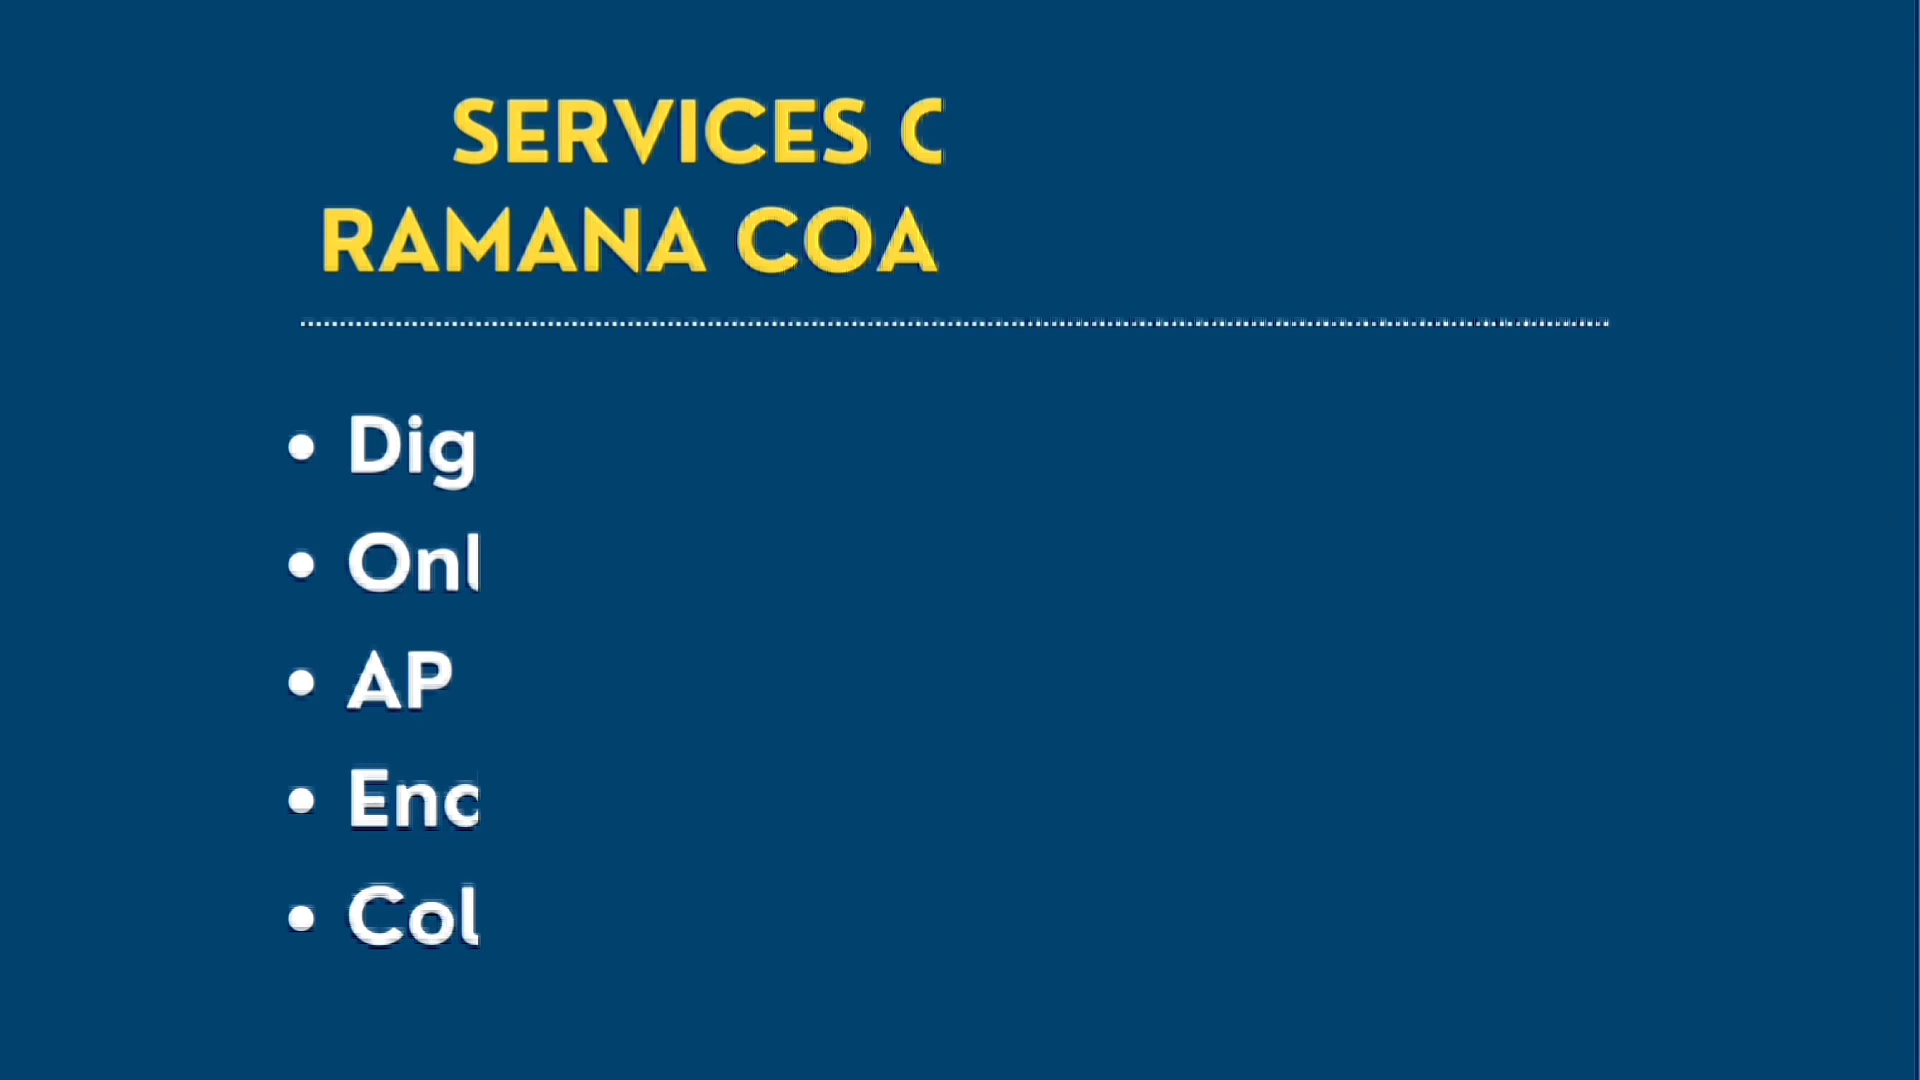 SERVICES
RAMANA COA
• Dig
• Onl
• AP
• Enc
• Col